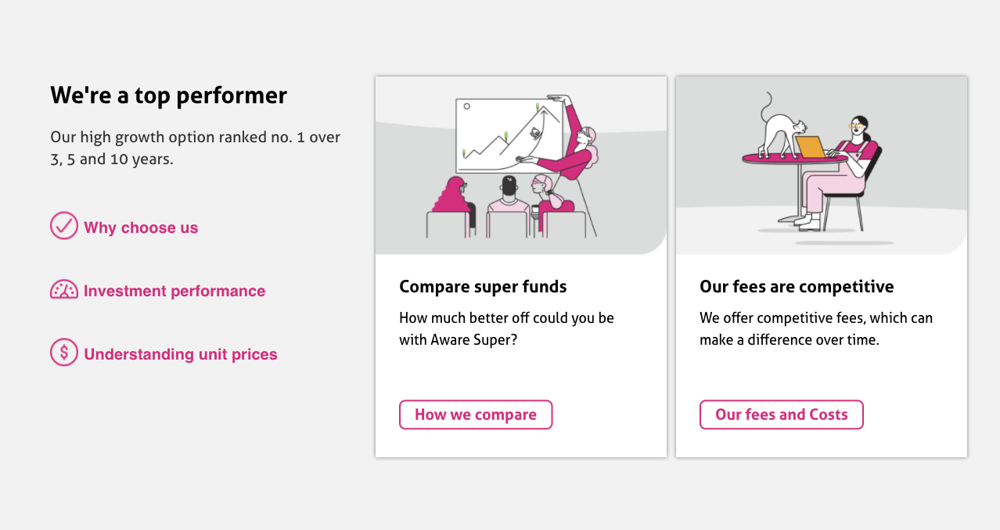 We're a top performer
Our high growth option ranked no. 1 over
3, 5 and 10 years.
Why choose us
Investment performance
$
Understanding unit prices
Compare super funds
How much better off could you be
with Aware Super?
How we compare
Our fees are competitive
We offer competitive fees, which can
make a difference over time.
Our fees and Costs